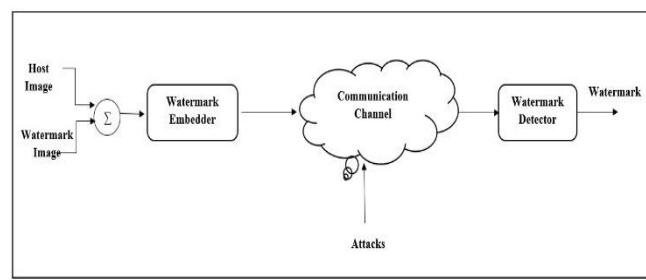 Host
Image
Watermark
Image
Σ
Watermark
Embedder
Communication
Channel
Attacks
Watermark
Detector
Watermark